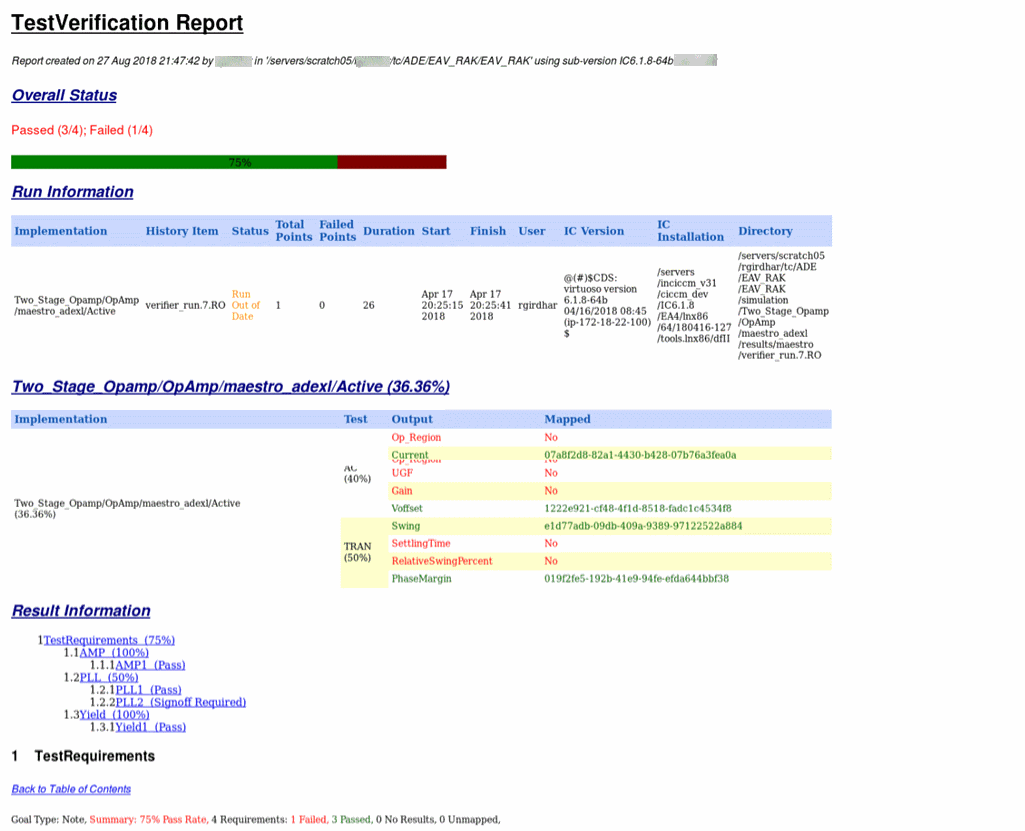 TestVerification Report
Report created on 27 Aug 2018 21:47:42 by in '/servers/scratch05/ /tc/ADE/EAV_RAK/EAV_RAK' using sub-version IC6.1.8-64b
Overall Status
Passed (3/4); Failed (1/4)
75%
Run Information
Implementation History Item Status Total Points Failed Points Duration Start Finish User IC Version IC Installation Directory
Two_Stage_Opamp/OpAmp
/maestro_adexl/Active
verifier_run.7.RO
Run
Out of
Date
1
0
26
Apr 17
20:25:15
2018
Apr 17
20:25:41
2018
rgirdhar
@(#)$CDS:
virtuoso version
6.1.8-64b
04/16/2018 08:45
(ip-172-18-22-100)
$
/servers
/inciccm_v31
/ciccm_dev
/IC6.1.8
/EA4/lnx86
/64/180416-127
/tools.lnx86/dfII
/servers/scratch05
/rgirdhar/tc/ADE
/EAV_RAK
/EAV_RAK
/simulation
/Two_Stage_Opamp
/OpAmp
/maestro_adexl
/results/maestro
/verifier_run.7.RO
Two_Stage_Opamp/OpAmp/maestro_adexl/Active (36.36%)
Implementation Test Output Mapped
Two_Stage_Opamp/OpAmp/maestro_adexl/Active
(36.36%)
AC
(40%)
Op_Region No
Current 07a8f2d8-82a1-4430-b428-07b76a3fea0a
Op_Region No
UGF No
Gain No
Voffset 1222e921-cf48-4f1d-8518-fadc1c4534f8
TRAN
(50%)
Swing e1d77adb-09db-409a-9389-97122522a884
SettlingTime No
RelativeSwingPercent No
PhaseMargin 019f2fe5-192b-41e9-94fe-efda644bbf38
Result Information
1TestRequirements (75%)
1.1AMP (100%)
1.1.1AMP1 (Pass)
1.2PLL (50%)
1.2.1PLL1 (Pass)
1.2.2PLL2 (Signoff Required)
1.3Yield (100%)
1.3.1Yield1 (Pass)
1 TestRequirements
Back to Table of Contents
Goal Type: Note, Summary: 75% Pass Rate, 4 Requirements: 1 Failed, 3 Passed, 0 No Results, 0 Unmapped,